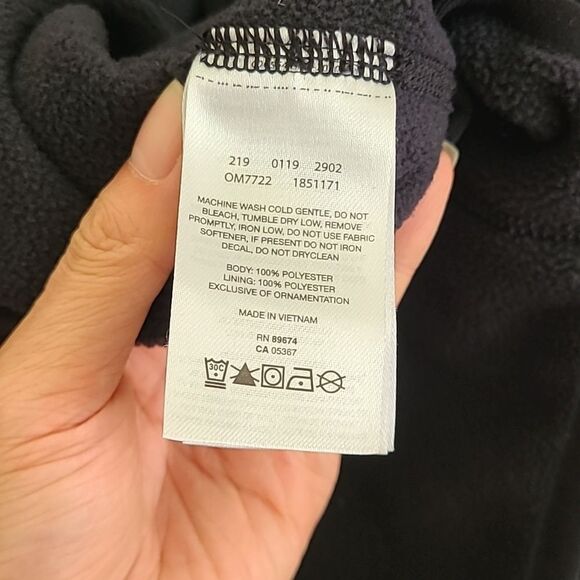 219 0119 2902
OM7722 1851171
MACHINE WASH COLD GENTLE, DO NOT
BLEACH, TUMBLE DRY LOW, REMOVE
PROMPTLY, IRON LOW, DO NOT USE FABRIC
SOFTENER, IF PRESENT DO NOT IRON
DECAL, DO NOT DRYCLEAN
BODY: 100% POLYESTER
LINING: 100% POLYESTER
EXCLUSIVE OF ORNAMENTATION
MADE IN VIETNAM
RN 89674
CA 05367
30C